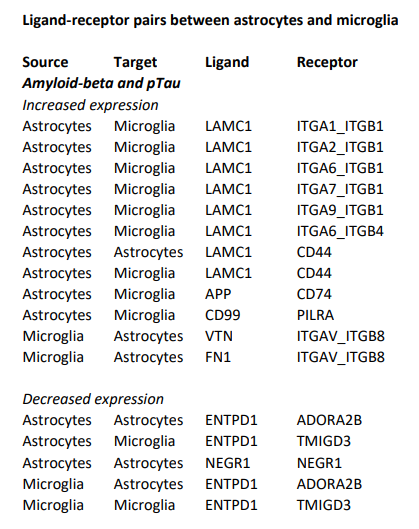 Ligand-receptor pairs between astrocytes and microglia
Source Target Ligand Receptor
Amyloid-beta and pTau
Increased expression
Astrocytes Microglia LAMC1 ITGA1_ITGB1
Astrocytes Microglia LAMC1 ITGA2_ITGB1
Astrocytes Microglia LAMC1 ITGA6_ITGB1
Astrocytes Microglia LAMC1 ITGA7_ITGB1
Astrocytes Microglia LAMC1 ITGA9_ITGB1
Astrocytes Microglia LAMC1 ITGA6_ITGB4
Astrocytes Astrocytes LAMC1 CD44
Astrocytes Microglia LAMC1 CD44
Astrocytes Microglia APP CD74
Astrocytes Microglia CD99 PILRA
Microglia Astrocytes VTN ITGAV_ITGB8
Microglia Astrocytes FN1 ITGAV_ITGB8
Decreased expression
Astrocytes Astrocytes ENTPD1 ADORA2B
Astrocytes Microglia ENTPD1 TMIGD3
Astrocytes Astrocytes NEGR1 NEGR1
Microglia Astrocytes ENTPD1 ADORA2B
Microglia Microglia ENTPD1 TMIGD3